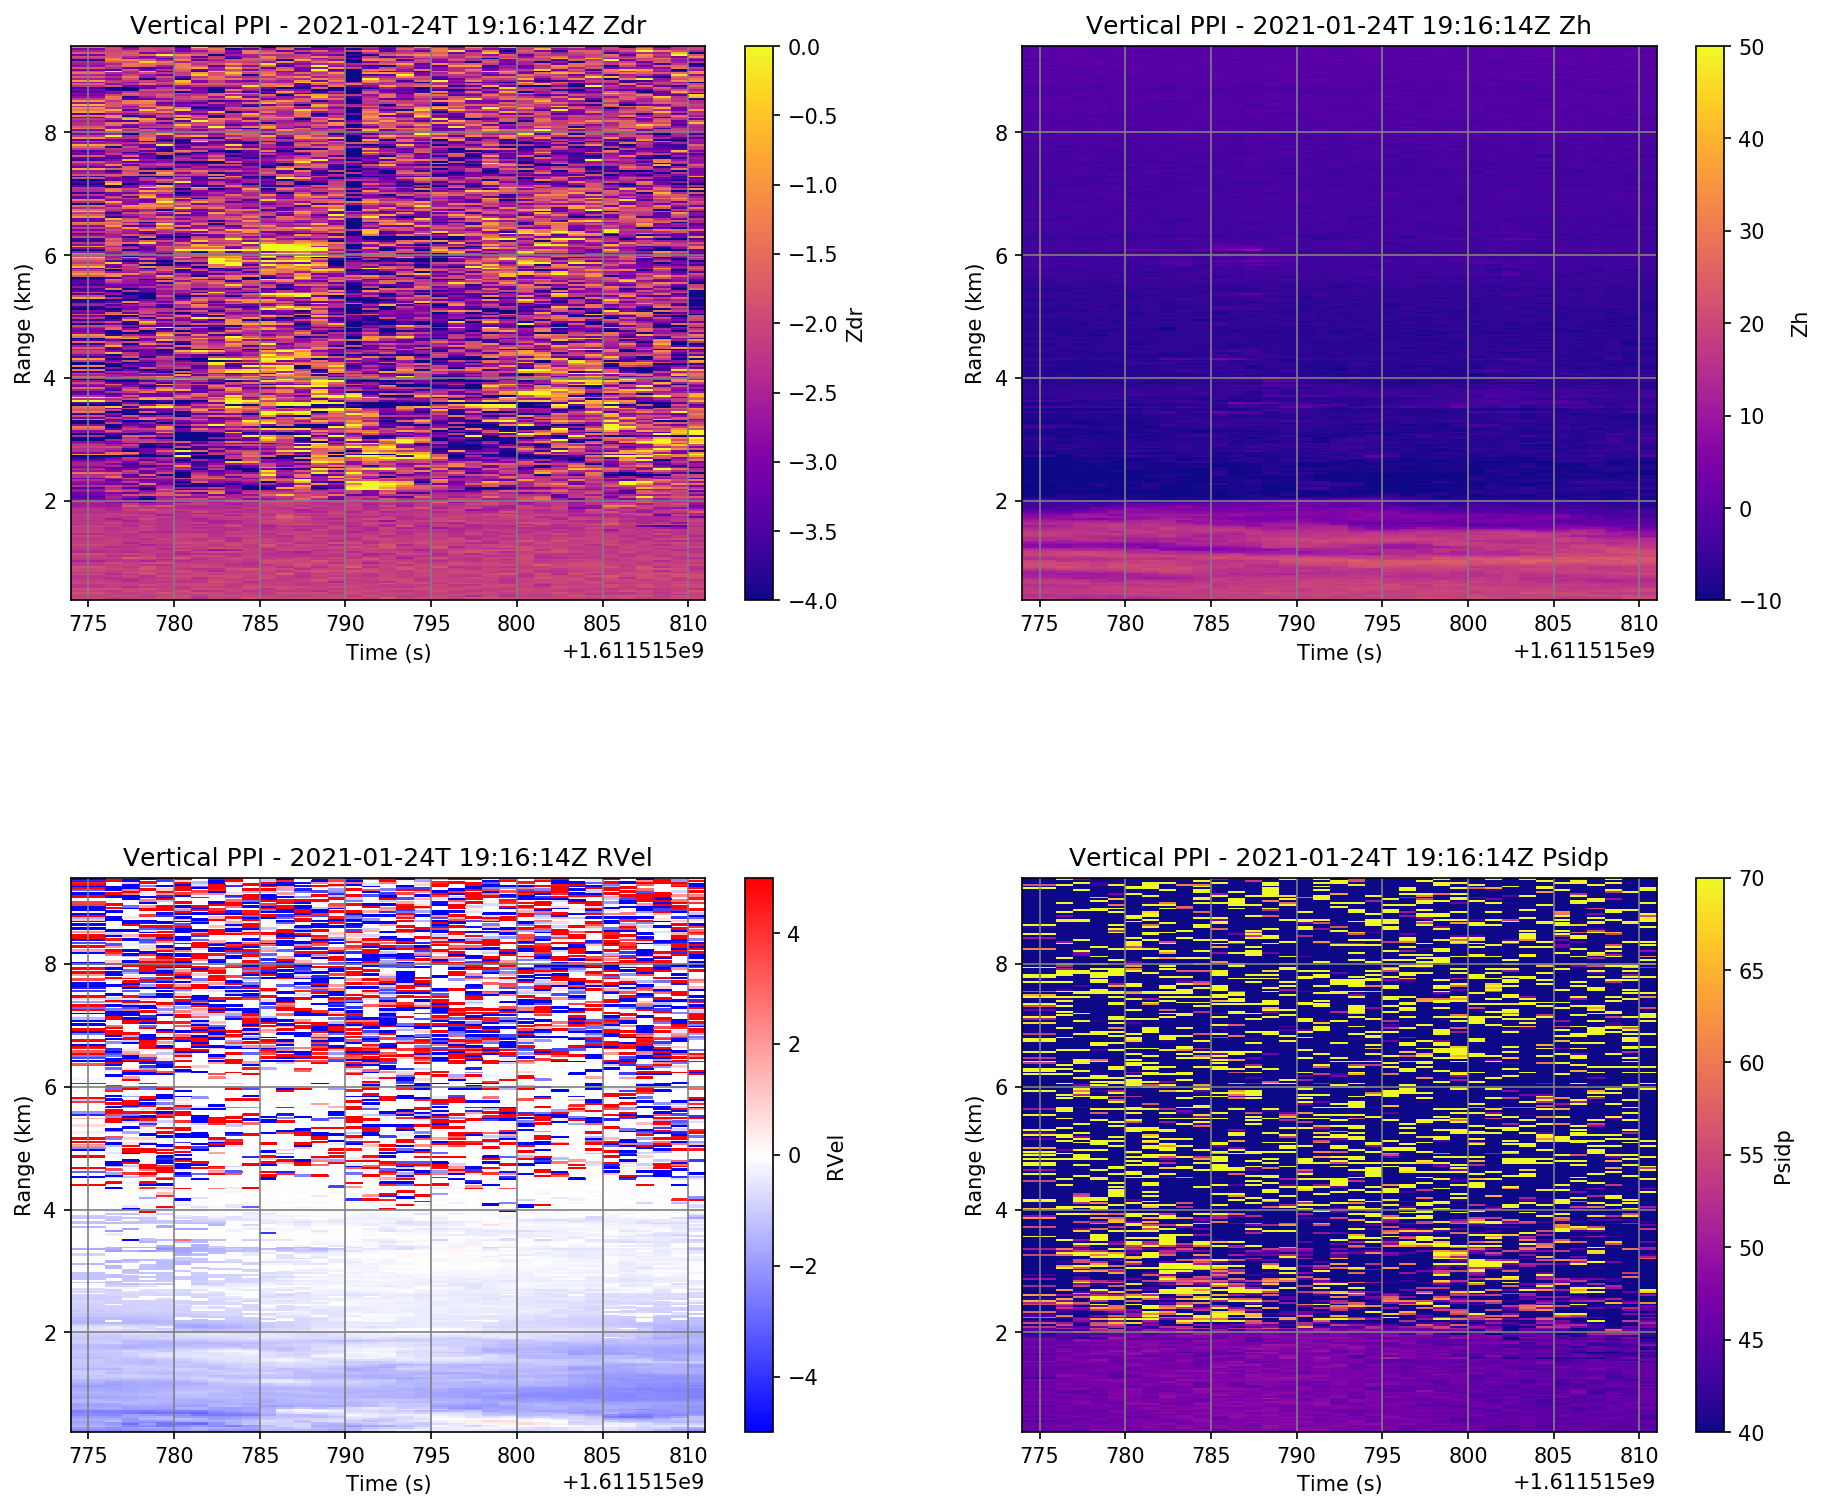 Vertical PPI - 2021-01-24T 19:16:14Z Zdr
Range (km)
8
6
4
2
775 780 785 790 795 800 805 810
Time (s)
+1.611515e9
0.0
−0.5
−1.0
−1.5
−2.0
−2.5
−3.0
−3.5
−4.0
Zdr
Vertical PPI - 2021-01-24T 19:16:14Z Zh
Range (km)
8
6
4
2
775 780 785 790 795 800 805 810
Time (s)
+1.611515e9
50
40
30
20
10
0
−10
Zh
Vertical PPI - 2021-01-24T 19:16:14Z RVel
Range (km)
8
6
4
2
775 780 785 790 795 800 805 810
Time (s)
+1.611515e9
4
2
0
−2
−4
RVel
Vertical PPI - 2021-01-24T 19:16:14Z Psidp
Range (km)
8
6
4
2
775 780 785 790 795 800 805 810
Time (s)
+1.611515e9
70
65
60
55
50
45
40
Psidp